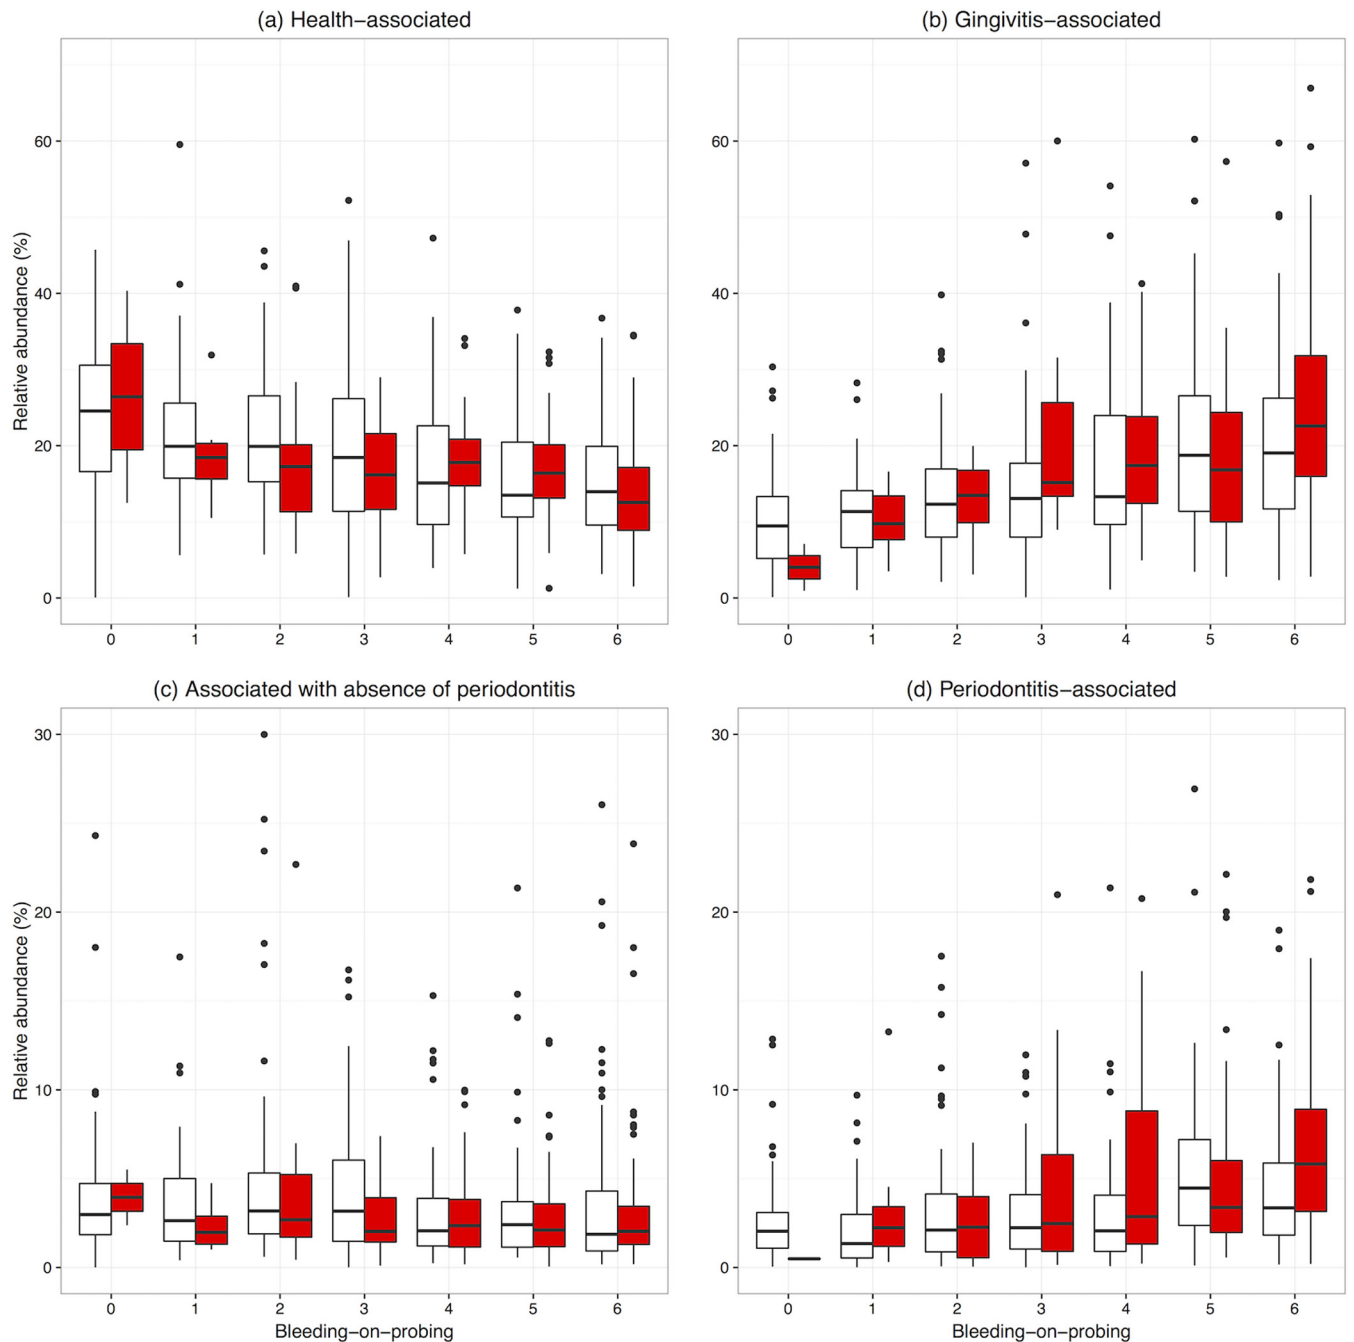 (a) Health−associated
(b) Gingivitis−associated
Relative abundance (%)
60
40
20
0
0 1 2 3 4 5 6
60
40
20
0
0 1 2 3 4 5 6
(c) Associated with absence of periodontitis
(d) Periodontitis−associated
Relative abundance (%)
30
20
10
0
0 1 2 3 4 5 6
Bleeding−on−probing
30
20
10
0
0 1 2 3 4 5 6
Bleeding−on−probing